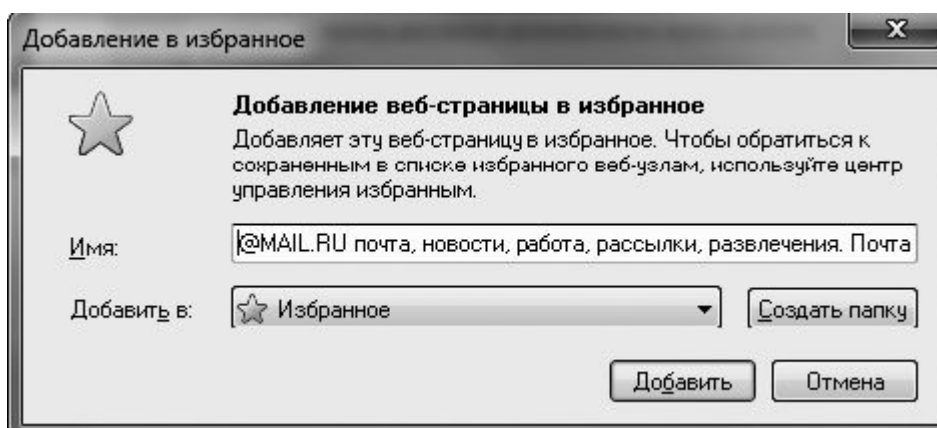 Добавление в избранное
x
Добавление веб-страницы в избранное
Добавляет эту веб-страницу в избранное. Чтобы обратиться к
сохраненным в списке избранного веб-узлам, используйте центр
управления избранным.
Имя: @MAIL.RU почта, новости, работа, рассылки, развлечения. Почта
Добавить в: Избранное Создать папку
Добавить Отмена